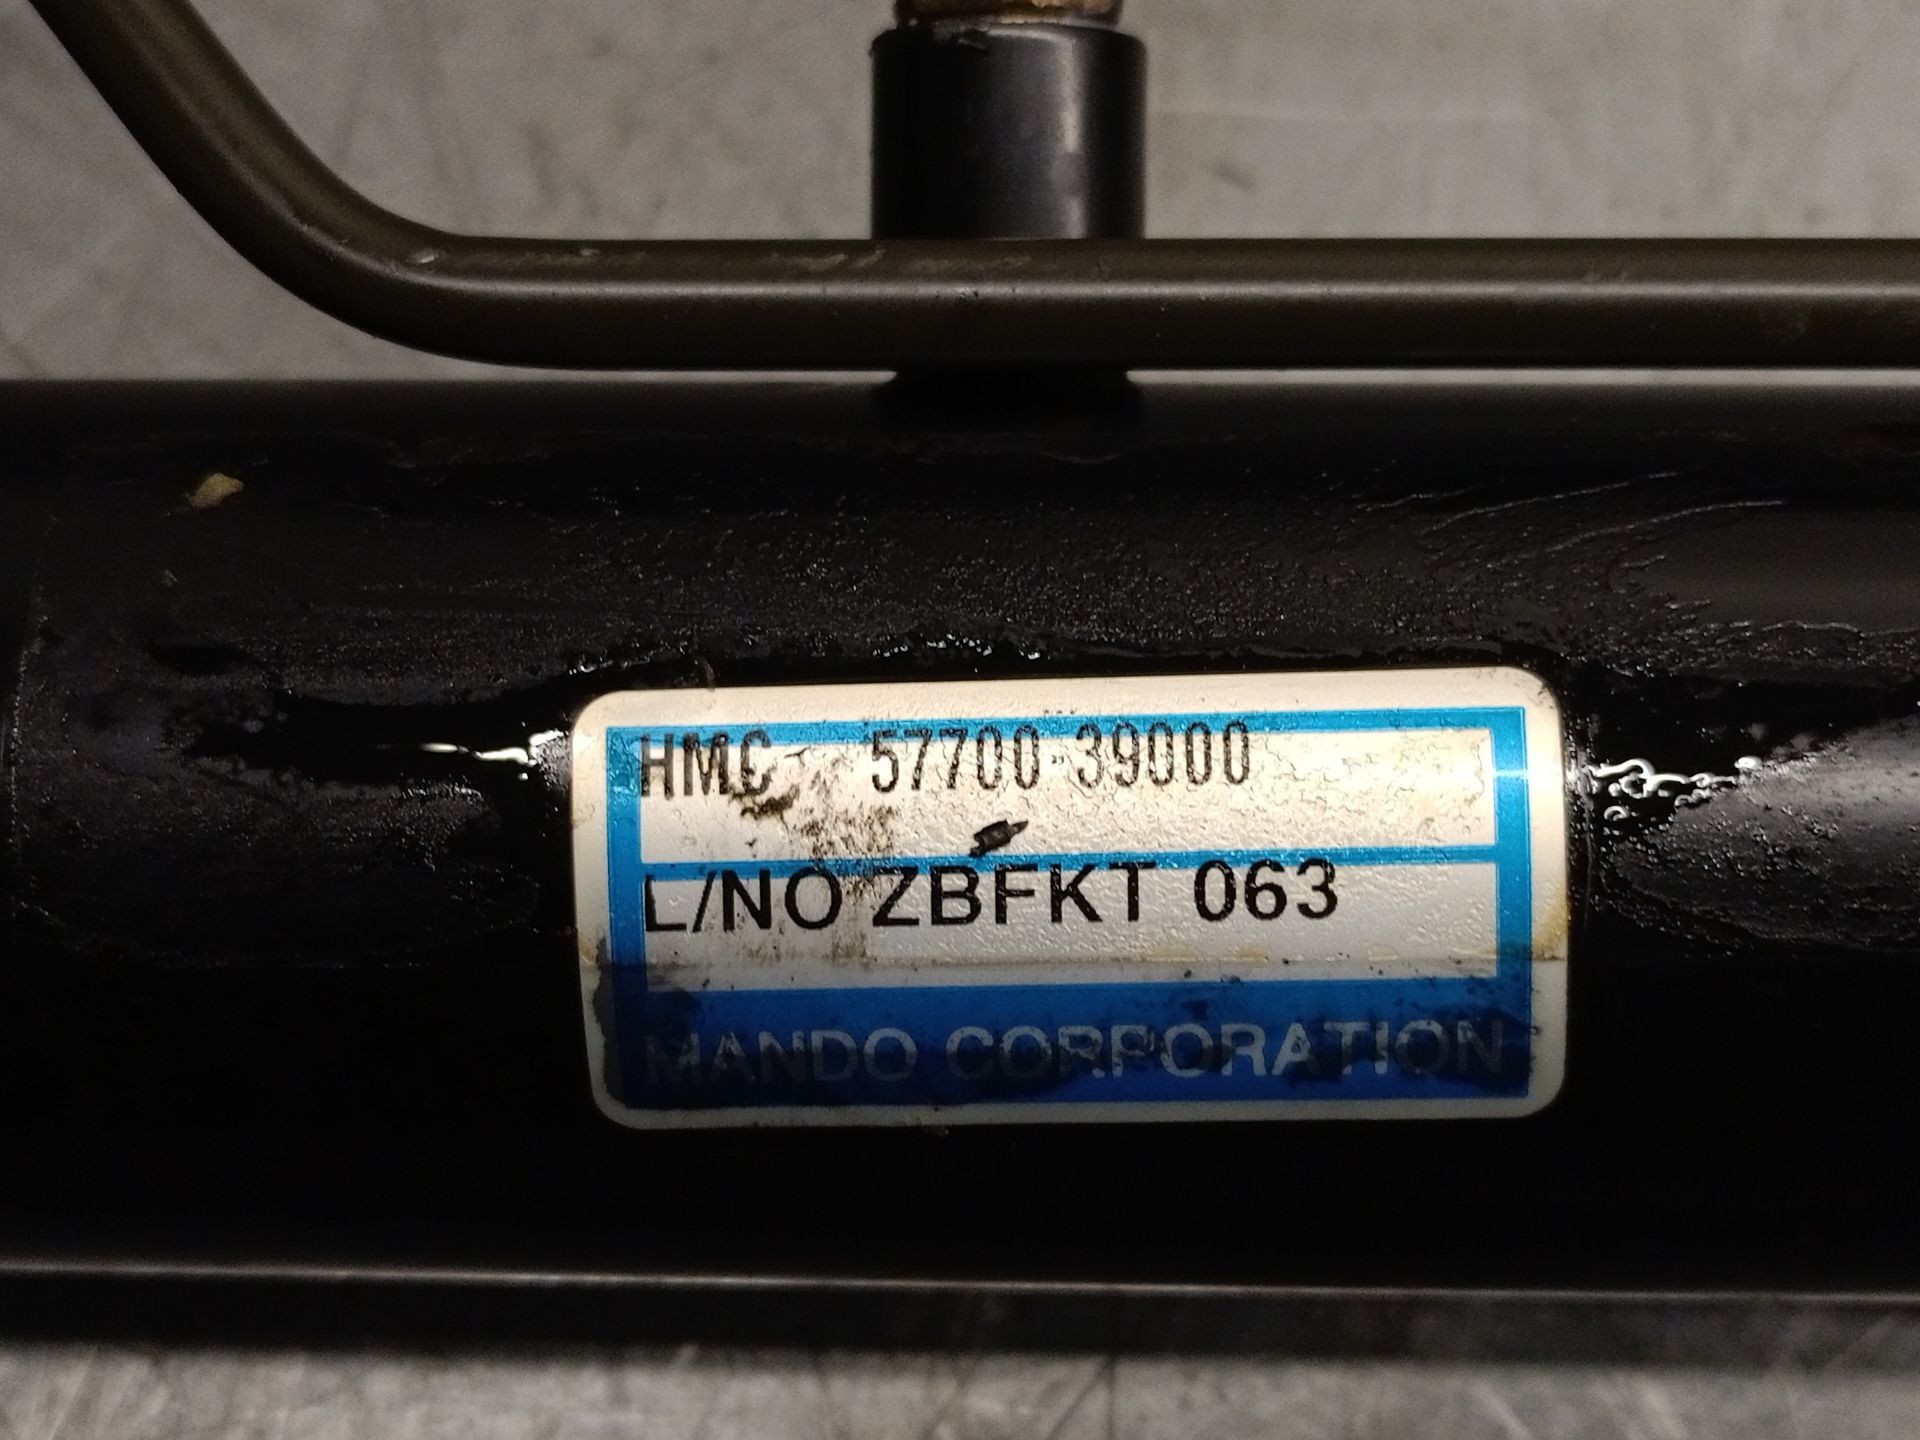 HMC 57700-39000
L/NO ZBFKT 063
MANDO CORPORATION